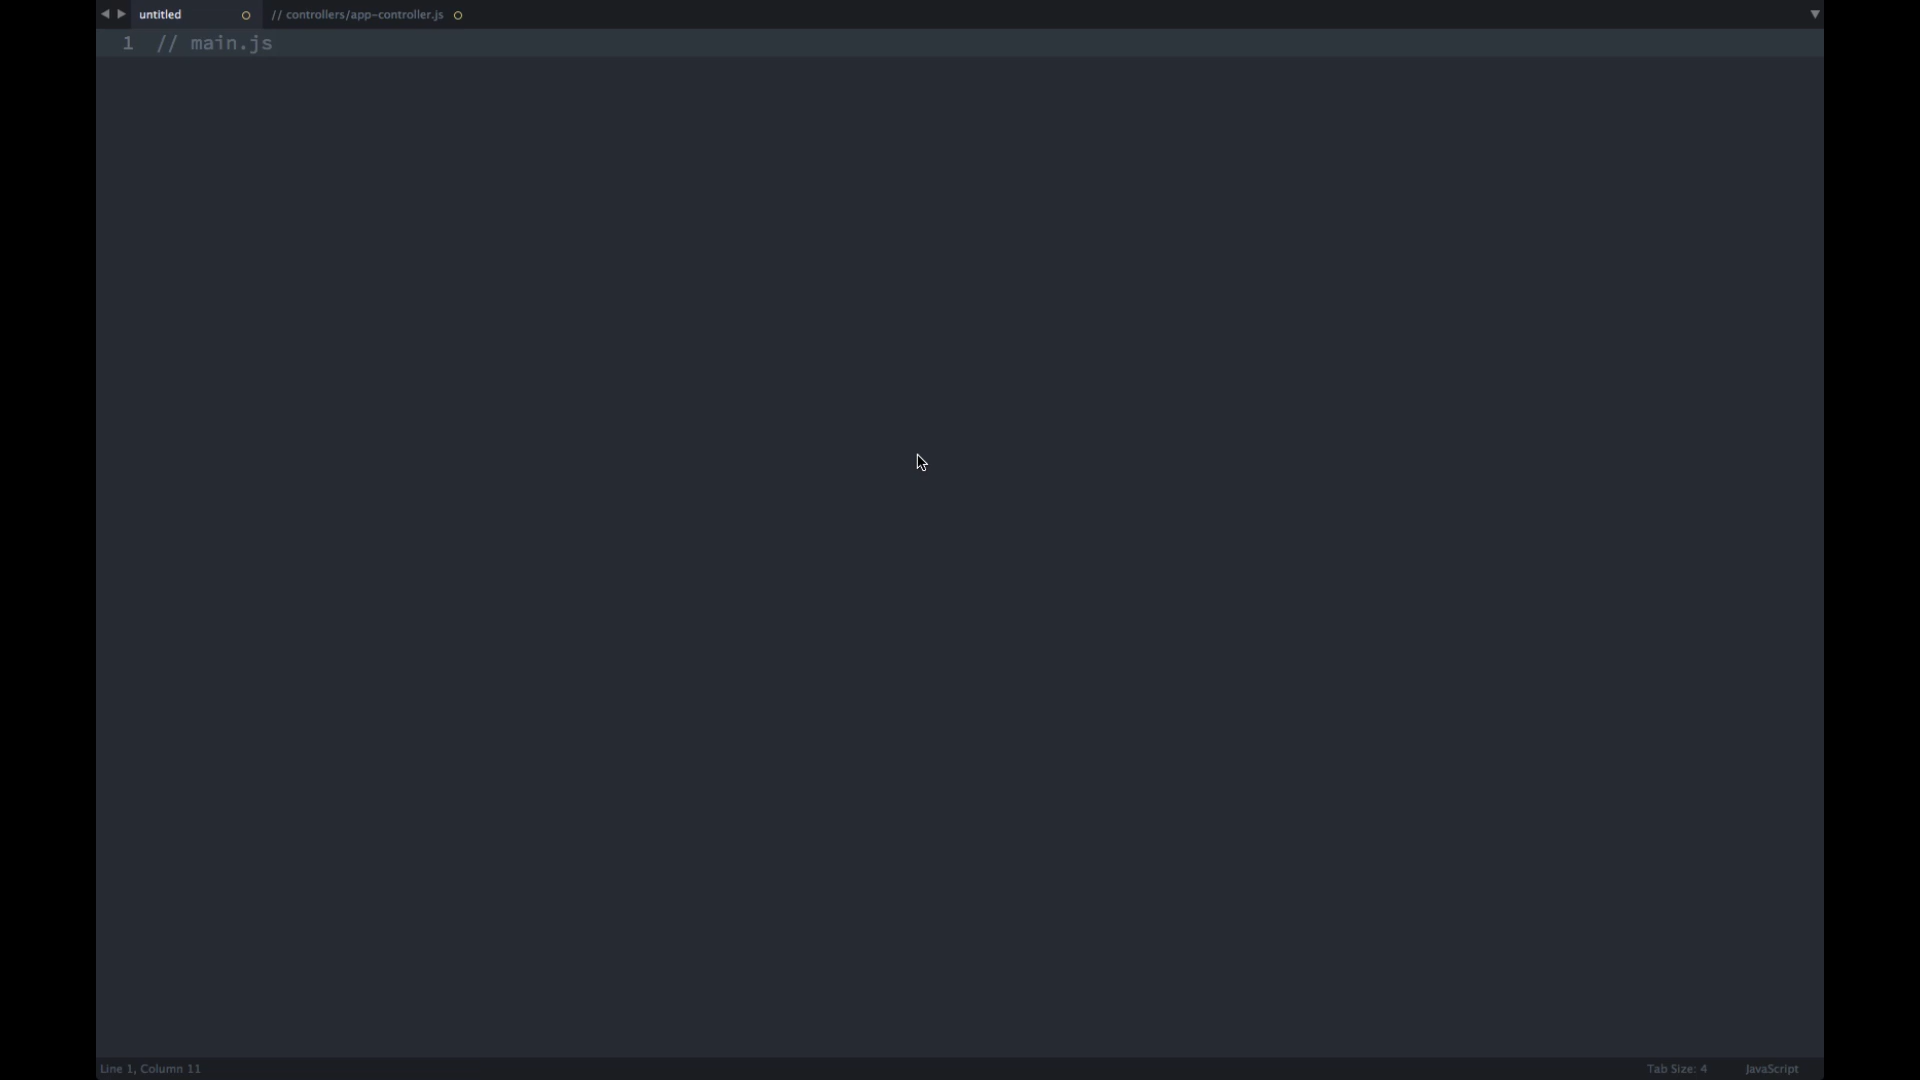 untitled
// controllers/app-controller.js
1 // main.js
Line 1, Column 11
Tab Size: 4
JavaScript